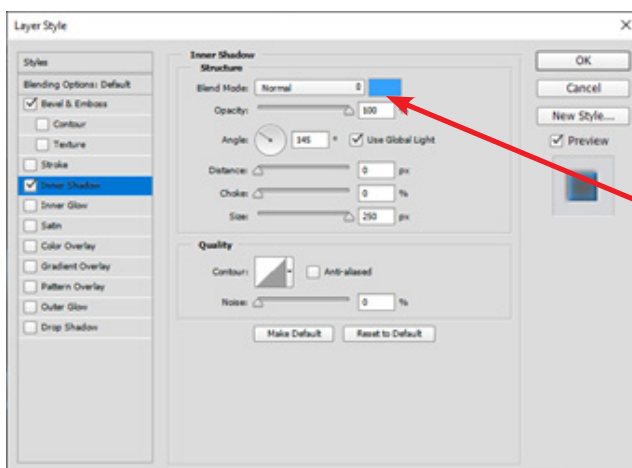 Layer Style
Styles
Blending Options: Default
Bevel & Emboss
Contour
Texture
Stroke
Inner Shadow
Inner Glow
Satin
Color Overlay
Gradient Overlay
Pattern Overlay
Outer Glow
Drop Shadow
Inner Shadow
Structure
Blend Mode: Normal
Opacity: 100
Angle: 145 ° Use Global Light
Distance: 0 px
Choke: 0 %
Size: 250 px
Quality
Contour: Anti-aliased
Noise: 0 %
Make Default Reset to Default
OK
Cancel
New Style...
Preview